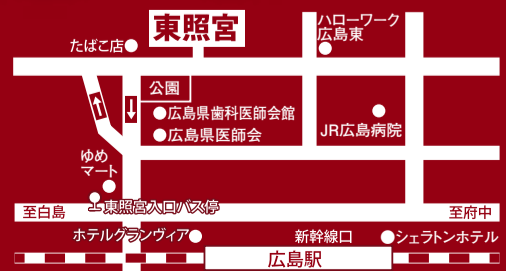 東照宮
たばこ店
ハローワーク
広島東
公園
広島県歯科医師会館
広島県医師会
JR広島病院
ゆめ
マート
東照宮入口バス停
至白島
至府中
ホテルグランヴィア
新幹線口
シェラトンホテル
広島駅